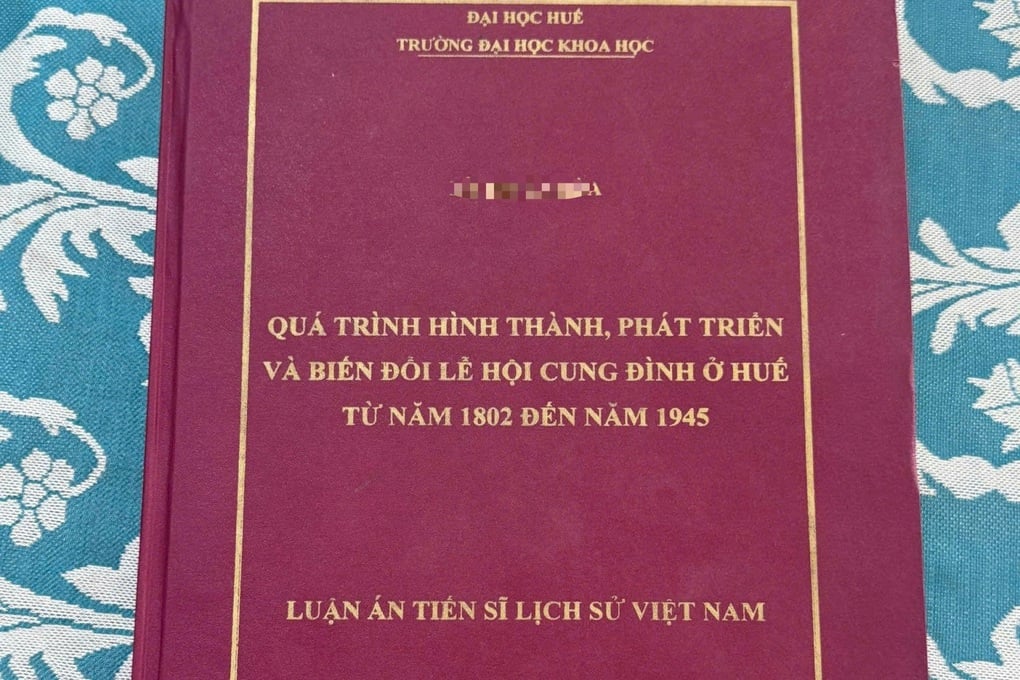 ĐẠI HỌC HUẾ
TRƯỜNG ĐẠI HỌC KHOA HỌC
QUÁ TRÌNH HÌNH THÀNH, PHÁT TRIỂN
VÀ BIẾN ĐỔI LỄ HỘI CUNG ĐÌNH Ở HUẾ
TỪ NĂM 1802 ĐẾN NĂM 1945
LUẬN ÁN TIẾN SĨ LỊCH SỬ VIỆT NAM